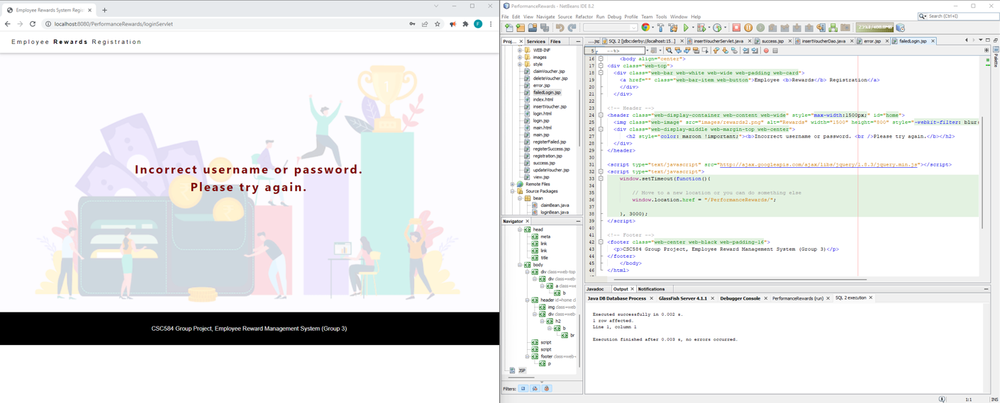 Employee Rewards System Regi
localhost:8080/PerformanceRewards/loginServlet
F
Employee Rewards Registration
Incorrect username or password.
Please try again.
CSC584 Group Project, Employee Reward Management System (Group 3)
PerformanceRewards - NetBeans IDE 8.2
File Edit View Navigate Source Refactor Run Debug Profile Team Tools Window Help
Search (Ctrl+I)
Proj... Services Files
WEB-INF
images
style
claimVoucher.jsp
deleteVoucher.jsp
error.jsp
failedLogin.jsp
index.html
insertVoucher.jsp
login.html
login.jsp
main.html
main.jsp
registerFailed.jsp
registerSuccess.jsp
registration.jsp
success.jsp
updateVoucher.jsp
view.jsp
Remote Files
Source Packages
bean
claimBean.java
loginBean.java
Navigator
head
meta
link
link
title
body
div class=web-top
div class=web-
a class=we
b
header id=home cl
img class=web-
div class=web-
h2
b
br
script
script
footer class=web-
p
JSP
Filters:
....jsp SQL 2 [jdbc:derby://localhost:15... insertVoucherServlet.java success.jsp insertVoucherDao.java error.jsp failedLogin.jsp
5 --%>
16 <body align="center">
17 <div class="web-top">
18 <div class="web-bar web-white web-wide web-padding web-card">
19 <a href="" class="web-bar-item web-button">Employee <b>Rewards</b> Registration</a>
20 </div>
21 </div>
22
23 <!-- Header -->
24 <header class="web-display-container web-content web-wide" style="max-width:1500px;" id="home">
25 <img class="web-image" src="images/rewards2.png" alt="Rewards" width="1500" height="800" style="-webkit-filter: blur(
26 <div class="web-display-middle web-margin-top web-center">
27 <h2 style="color: maroon !important;"><b>Incorrect username or password. <br />Please try again.</b></h2>
28 </div>
29 </header>
30
31 <script type="text/javascript" src="http://ajax.googleapis.com/ajax/libs/jquery/1.8.3/jquery.min.js"></script>
32 <script type="text/javascript">
33 window.setTimeout(function(){
34
35 // Move to a new location or you can do something else
36 window.location.href = "/PerformanceRewards/";
37
38 }, 3000);
39 </script>
40
41 <!-- Footer -->
42 <footer class="web-center web-black web-padding-16">
43 <p>CSC584 Group Project, Employee Reward Management System (Group 3)</p>
44 </footer>
45 </body>
46 </html>
Palette
Javadoc Output Notifications
Java DB Database Process GlassFish Server 4.1.1 Debugger Console PerformanceRewards (run) SQL 2 execution
Executed successfully in 0.002 s.
1 row affected.
Line 1, column 1
Execution finished after 0.003 s, no errors occurred.
1:1 INS